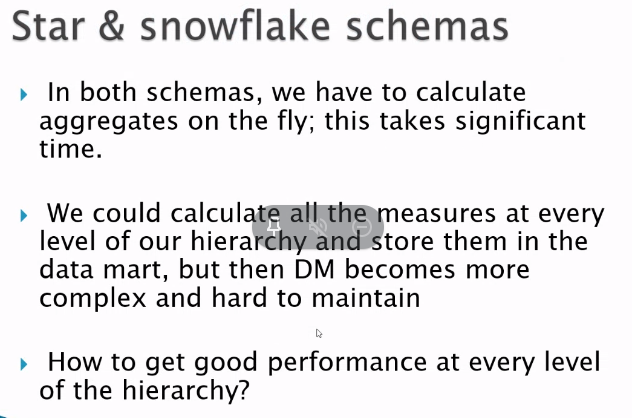 Star & snowflake schemas
In both schemas, we have to calculate
aggregates on the fly; this takes significant
time.
We could calculate all the measures at every
level of our hierarchy and store them in the
data mart, but then DM becomes more
complex and hard to maintain
How to get good performance at every level
of the hierarchy?